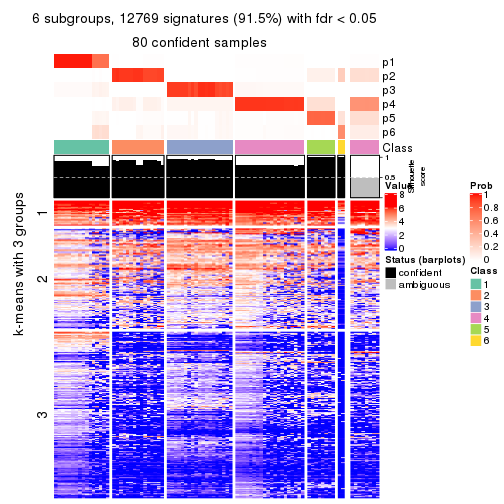 6 subgroups, 12769 signatures (91.5%) with fdr < 0.05
80 confident samples
p1
p2
p3
p4
p5
p6
Class
1
0.5
0
Silhouette
score
k-means with 3 groups
1
2
3
Value
8
6
4
2
0
Status (barplots)
confident
ambiguous
Prob
1
0.8
0.6
0.4
0.2
0
Class
1
2
3
4
5
6